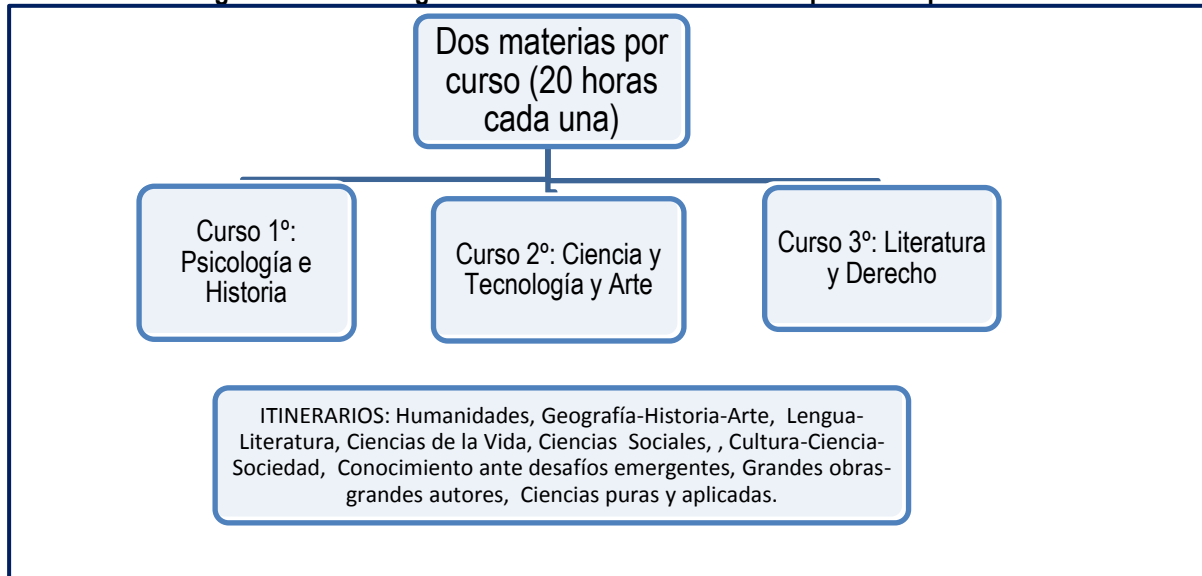 Dos materias por
curso (20 horas
cada una)
Curso 1º:
Psicología e
Historia
Curso 2º: Ciencia y
Tecnología y Arte
Curso 3º: Literatura
y Derecho
ITINERARIOS: Humanidades, Geografía-Historia-Arte, Lengua-
Literatura, Ciencias de la Vida, Ciencias Sociales, , Cultura-Ciencia-
Sociedad, Conocimiento ante desafíos emergentes, Grandes obras-
grandes autores, Ciencias puras y aplicadas.